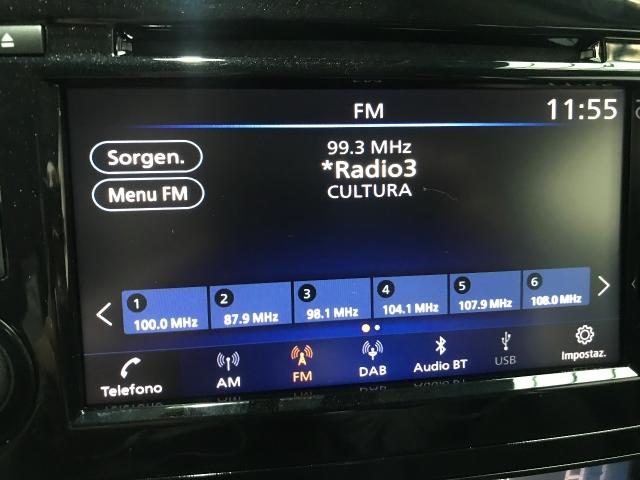 FM 11:55
Sorgen. 99.3 MHz
*Radio3
Menu FM CULTURA
1 2 3 4 5 6
100.0 MHz 87.9 MHz 98.1 MHz 104.1 MHz 107.9 MHz 108.0 MHz
Telefono AM FM DAB Audio BT USB Impostaz.